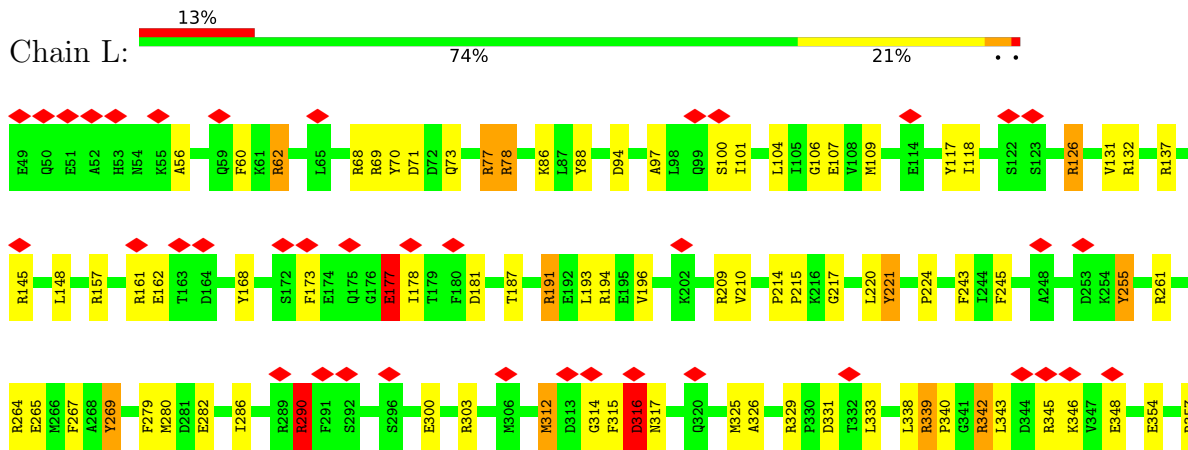 13%
Chain L:
74% 21% . .
E49 Q50 E51 A52 H53 N54 K55 A56 Q59 F60 K61 R62 L65 R68 R69 Y70 D71 D72 Q73 R77 R78 K86 L87 Y88 D94 A97 L98 Q99 S100 I101 L104 I105 G106 E107 V108 M109 E114 Y117 I118 S122 S123 R126 V131 R132 R137
R145 L148 R157 R161 E162 T163 D164 Y168 S172 F173 E174 Q175 G176 E177 I178 T179 F180 D181 T187 R191 E192 L193 R194 E195 V196 K202 R209 V210 P214 P215 K216 G217 L220 Y221 P224 F243 I244 F245 A248 D253 K254 Y255 R261
R264 E265 M266 F267 A268 Y269 F279 M280 D281 E282 I286 R289 R290 F291 S292 S296 E300 R303 M306 N312 D313 G314 F315 D316 N317 Q320 M325 A326 R329 P330 D331 T332 L333 L338 R339 P340 G341 R342 L343 D344 R345 K346 V347 E348 E354